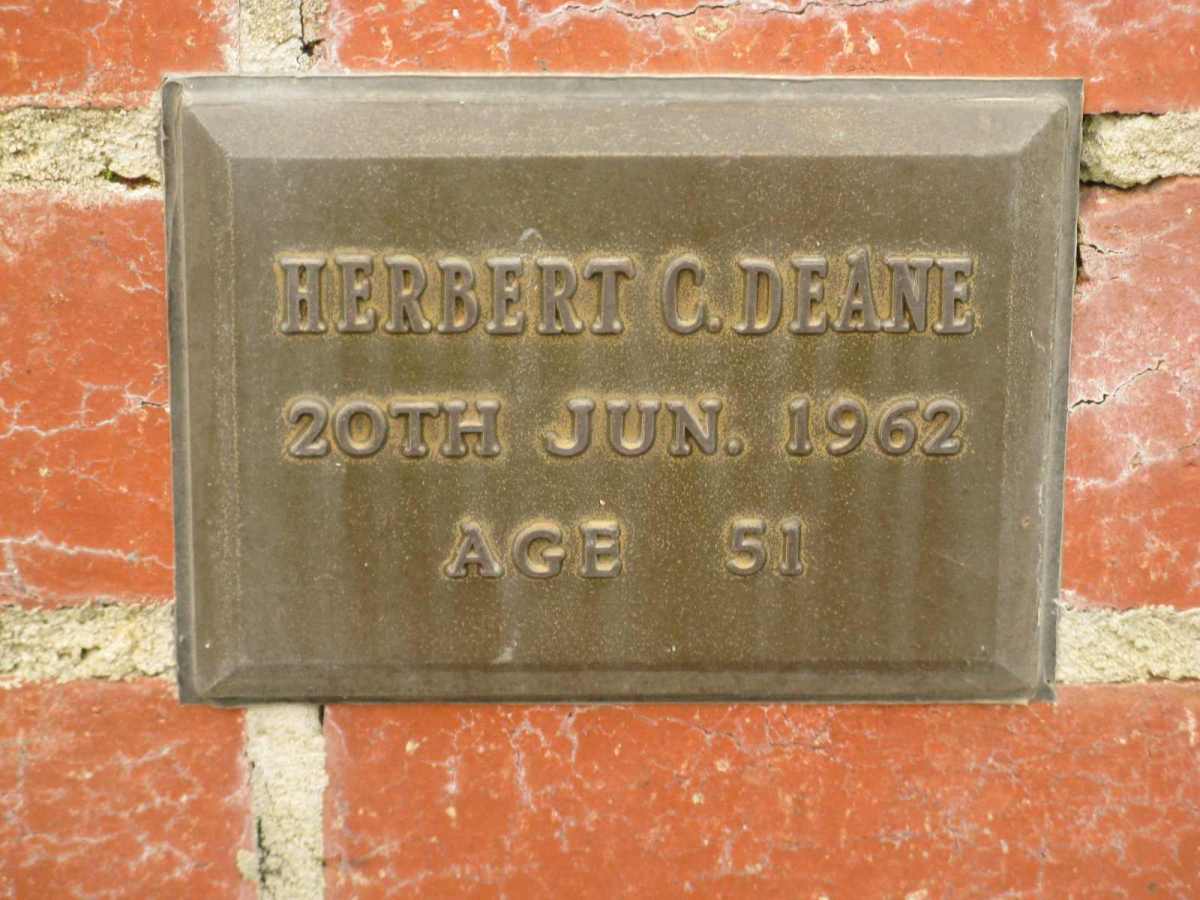 HERBERT C. DEANE
20TH JUN. 1962
AGE 51